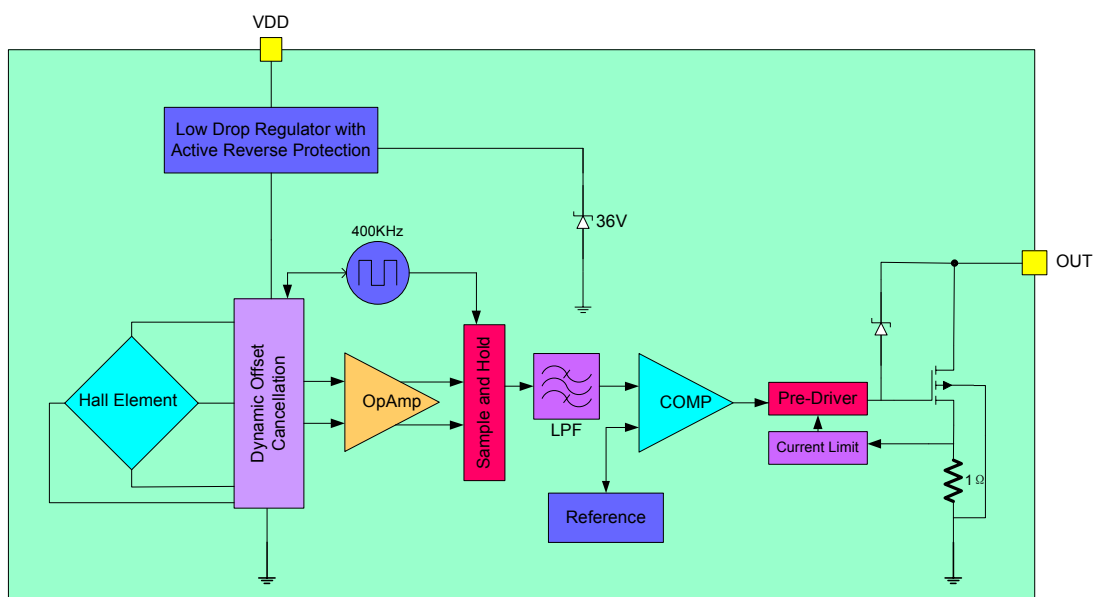 VDD
Low Drop Regulator with
Active Reverse Protection
36V
400KHz
OUT
Hall Element
Dynamic Offset
Cancellation
OpAmp
Sample and Hold
LPF
COMP
Pre-Driver
Current Limit
1Ω
Reference